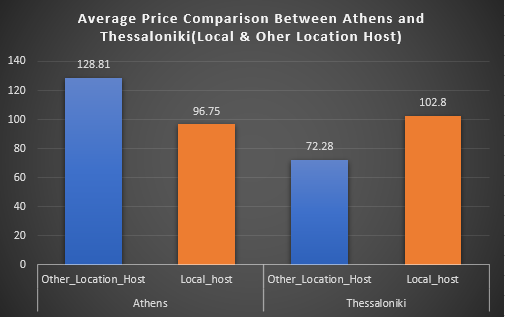 Average Price Comparison Between Athens and
Thessaloniki(Local & Oher Location Host)
140
120
100
80
60
40
20
0
128.81
96.75
72.28
102.8
Other_Location_Host
Local_host
Other_Location_Host
Local_host
Athens
Thessaloniki